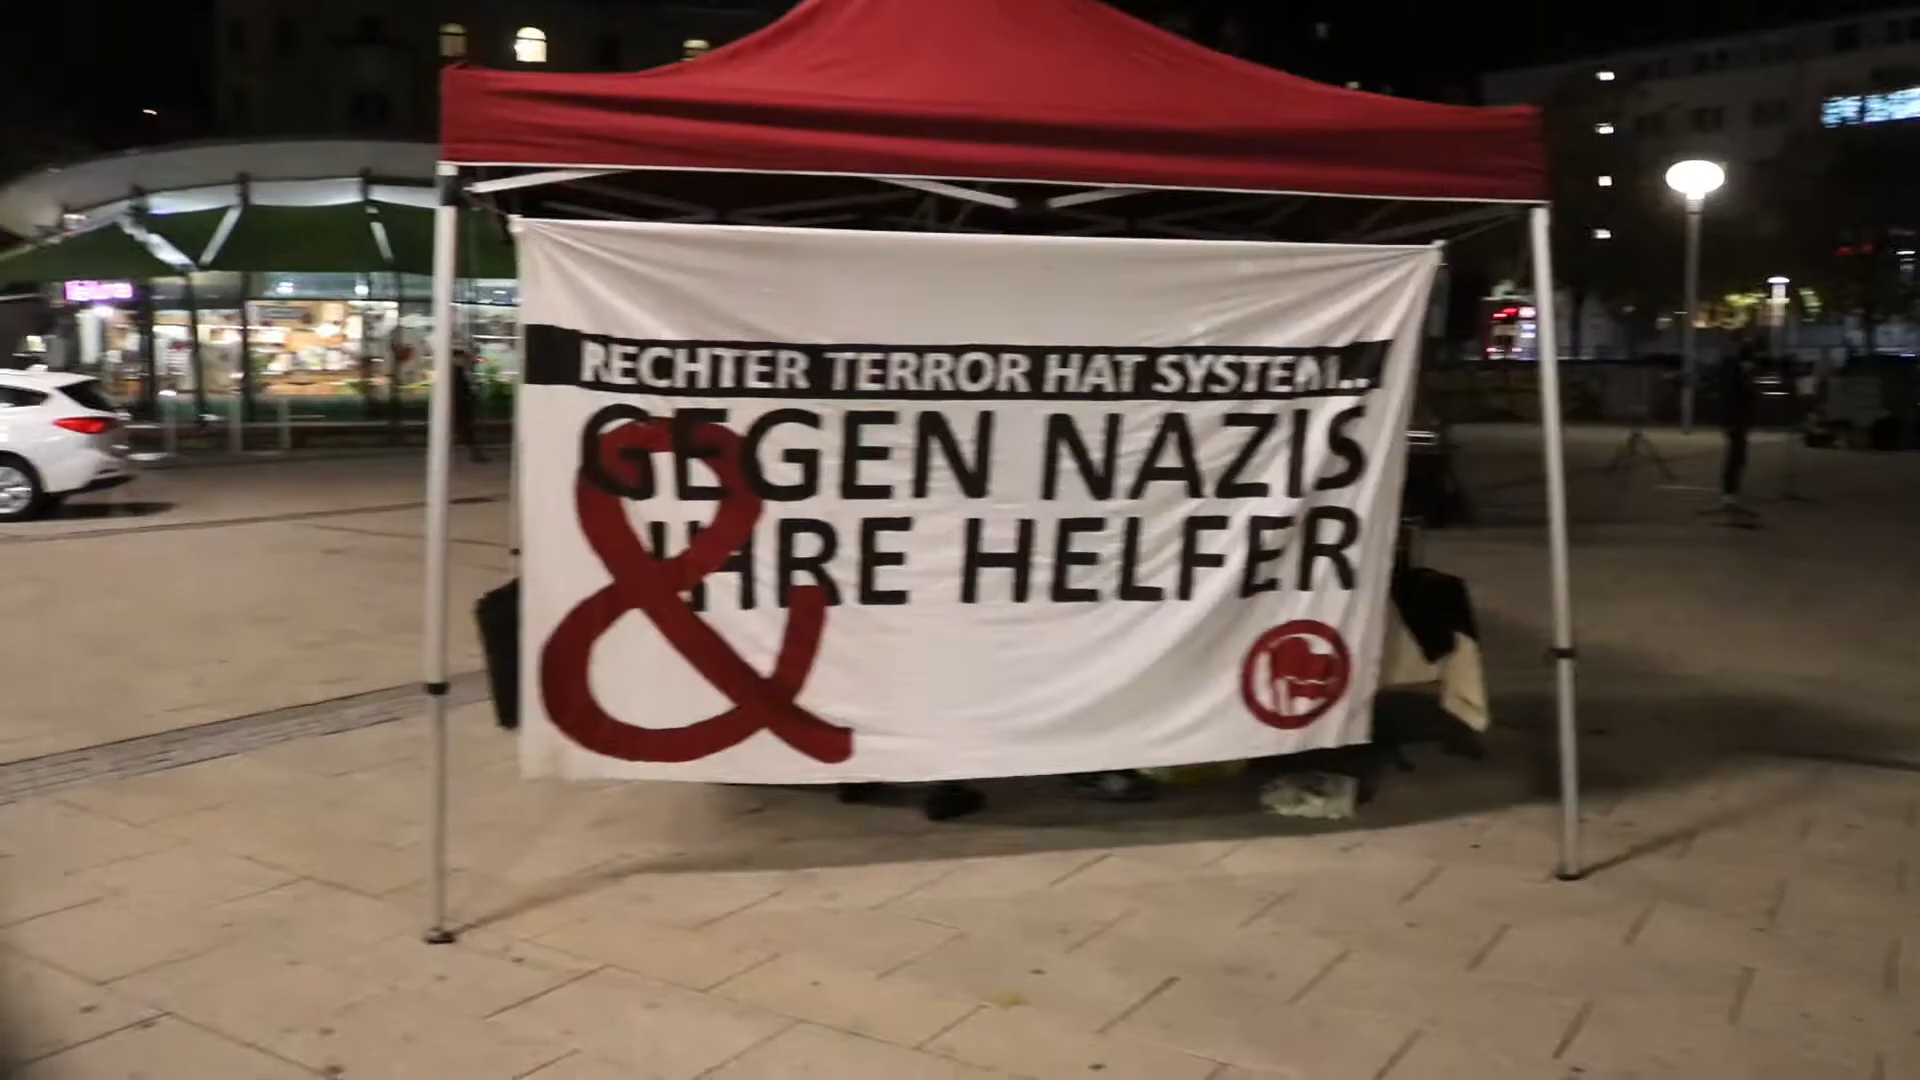 RECHTER TERROR HAT SYSTEM...
GEGEN NAZIS
& IHRE HELFER